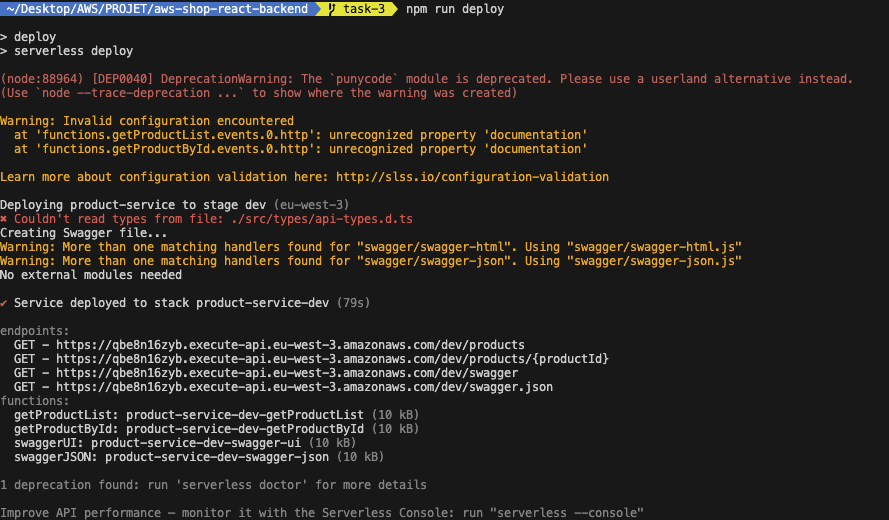 ~/Desktop/AWS/PROJET/aws-shop-react-backend task-3 npm run deploy
> deploy
> serverless deploy
(node:88964) [DEP0040] DeprecationWarning: The `punycode` module is deprecated. Please use a userland alternative instead.
(Use `node --trace-deprecation ...` to show where the warning was created)
Warning: Invalid configuration encountered
at 'functions.getProductList.events.0.http': unrecognized property 'documentation'
at 'functions.getProductById.events.0.http': unrecognized property 'documentation'
Learn more about configuration validation here: http://slss.io/configuration-validation
Deploying product-service to stage dev (eu-west-3)
✖ Couldn't read types from file: ./src/types/api-types.d.ts
Creating Swagger file...
Warning: More than one matching handlers found for "swagger/swagger-html". Using "swagger/swagger-html.js"
Warning: More than one matching handlers found for "swagger/swagger-json". Using "swagger/swagger-json.js"
No external modules needed
✔ Service deployed to stack product-service-dev (79s)
endpoints:
GET - https://qbe8n16zyb.execute-api.eu-west-3.amazonaws.com/dev/products
GET - https://qbe8n16zyb.execute-api.eu-west-3.amazonaws.com/dev/products/{productId}
GET - https://qbe8n16zyb.execute-api.eu-west-3.amazonaws.com/dev/swagger
GET - https://qbe8n16zyb.execute-api.eu-west-3.amazonaws.com/dev/swagger.json
functions:
getProductList: product-service-dev-getProductList (10 kB)
getProductById: product-service-dev-getProductById (10 kB)
swaggerUI: product-service-dev-swagger-ui (10 kB)
swaggerJSON: product-service-dev-swagger-json (10 kB)
1 deprecation found: run 'serverless doctor' for more details
Improve API performance – monitor it with the Serverless Console: run "serverless --console"